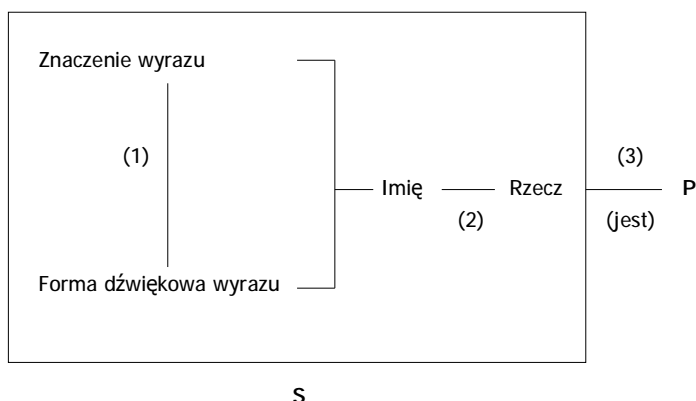 Znaczenie wyrazu
(1)
(3)
Imię
Rzecz
P
(2)
(jest)
Forma dźwiękowa wyrazu
S